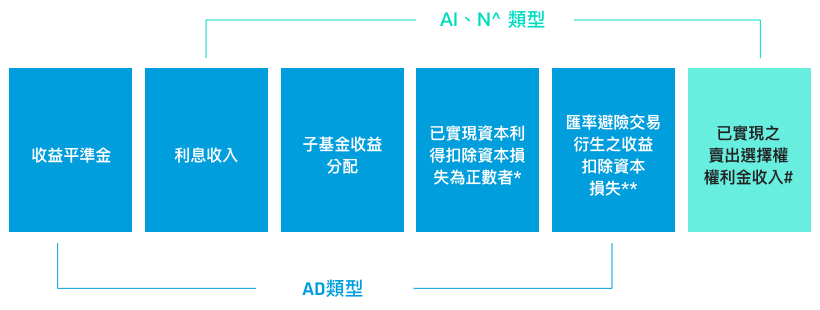 AI、N^ 類型
收益平準金
利息收入
子基金收益
分配
已實現資本利
得扣除資本損
失為正數者*
匯率避險交易
衍生之收益
扣除資本
損失**
已實現之
賣出選擇權
權利金收入#
AD類型